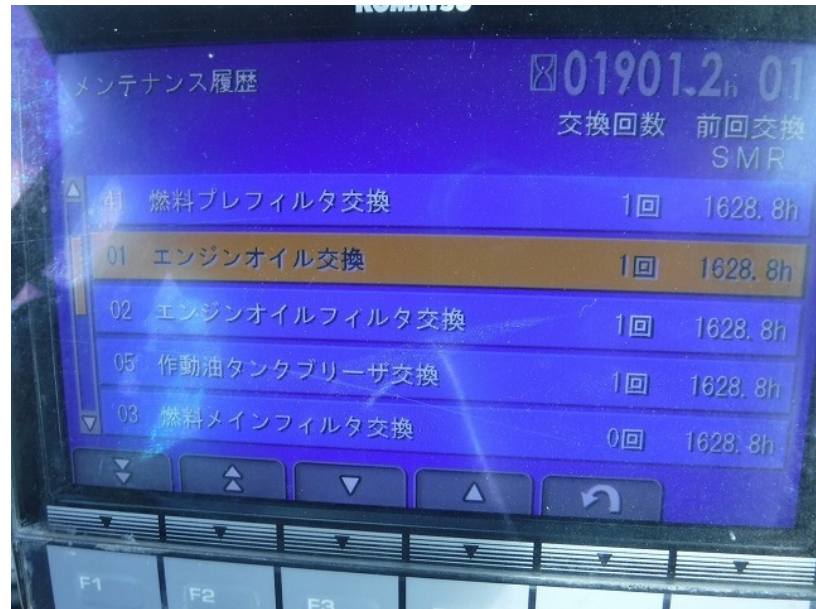 KOMATSU
メンテナンス履歴
01901.2h 01
交換回数 前回交換
SMR
41 燃料プレフィルタ交換 1回 1628.8h
01 エンジンオイル交換 1回 1628.8h
02 エンジンオイルフィルタ交換 1回 1628.8h
05 作動油タンクブリーザ交換 1回 1628.8h
03 燃料メインフィルタ交換 0回 1628.8h
F1 F2 F3